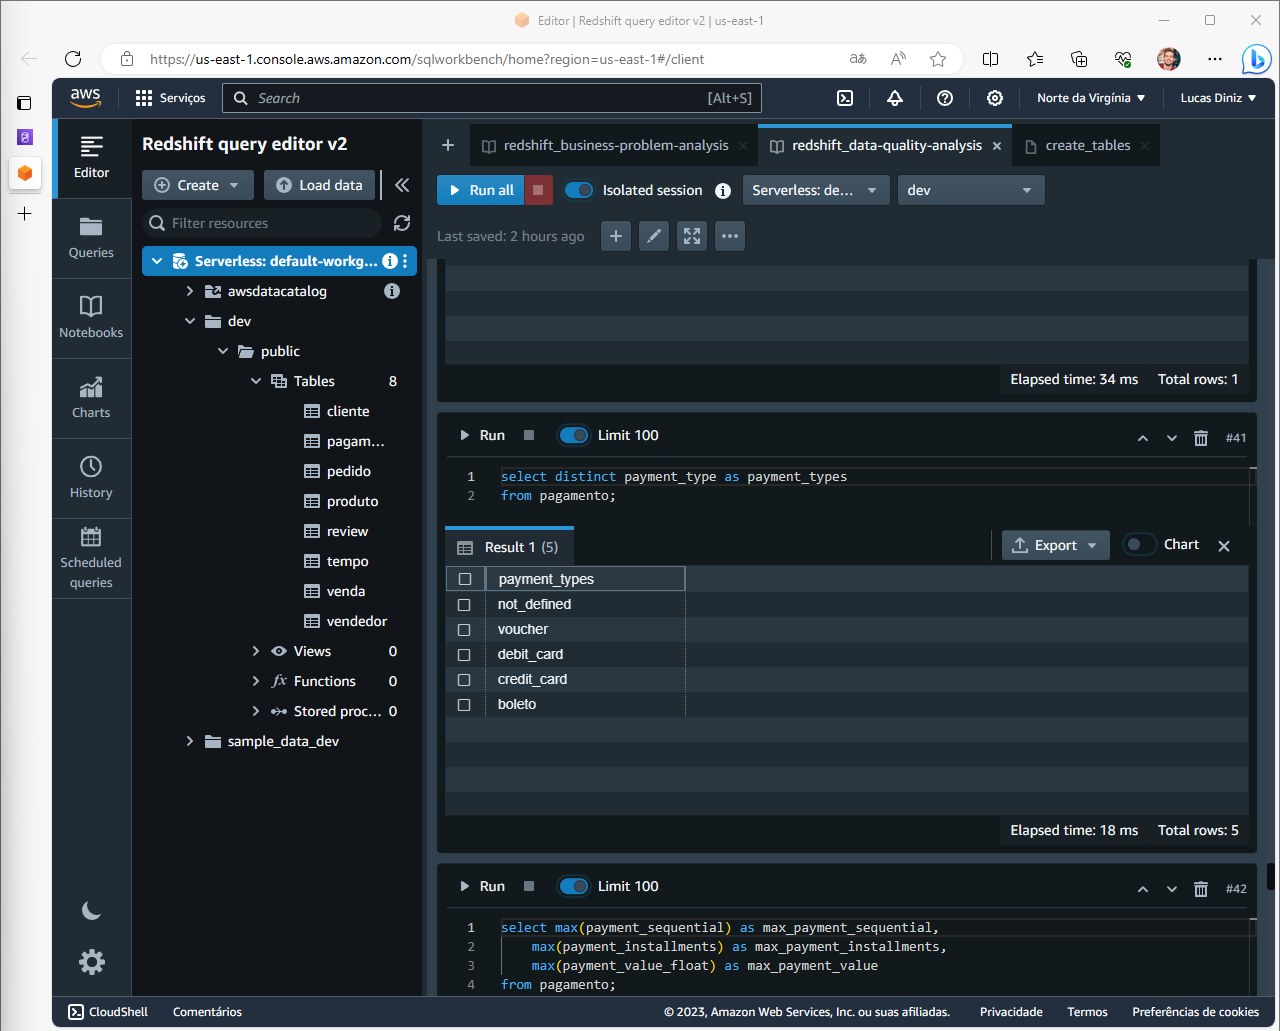 Editor | Redshift query editor v2 | us-east-1
https://us-east-1.console.aws.amazon.com/sqlworkbench/home?region=us-east-1#/client
aws
Serviços
Search
[Alt+S]
Norte da Virgínia
Lucas Diniz
Editor
Queries
Notebooks
Charts
History
Scheduled
queries
Redshift query editor v2
Create
Load data
Filter resources
Serverless: default-workg...
awsdatacatalog
dev
public
Tables 8
cliente
pagam...
pedido
produto
review
tempo
venda
vendedor
Views 0
fx Functions 0
Stored proc... 0
sample_data_dev
redshift_business-problem-analysis
redshift_data-quality-analysis
create_tables
Run all
Isolated session
Serverless: de...
dev
Last saved: 2 hours ago
Elapsed time: 34 ms Total rows: 1
Run
Limit 100
#41
1 select distinct payment_type as payment_types
2 from pagamento;
Result 1 (5)
Export
Chart
payment_types
not_defined
voucher
debit_card
credit_card
boleto
Elapsed time: 18 ms Total rows: 5
Run
Limit 100
#42
1 select max(payment_sequential) as max_payment_sequential,
2 max(payment_installments) as max_payment_installments,
3 max(payment_value_float) as max_payment_value
4 from pagamento;
CloudShell
Comentários
© 2023, Amazon Web Services, Inc. ou suas afiliadas.
Privacidade
Termos
Preferências de cookies